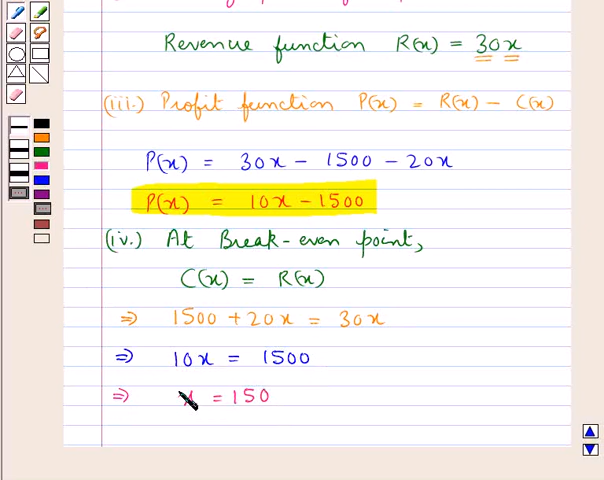 Revenue function R(x) = 30x
(iii.) Profit function P(x) = R(x) - C(x)
P(x) = 30x - 1500 - 20x
P(x) = 10x - 1500
(iv.) At Break-even point,
C(x) = R(x)
⇒ 1500 + 20x = 30x
⇒ 10x = 1500
⇒ x = 150